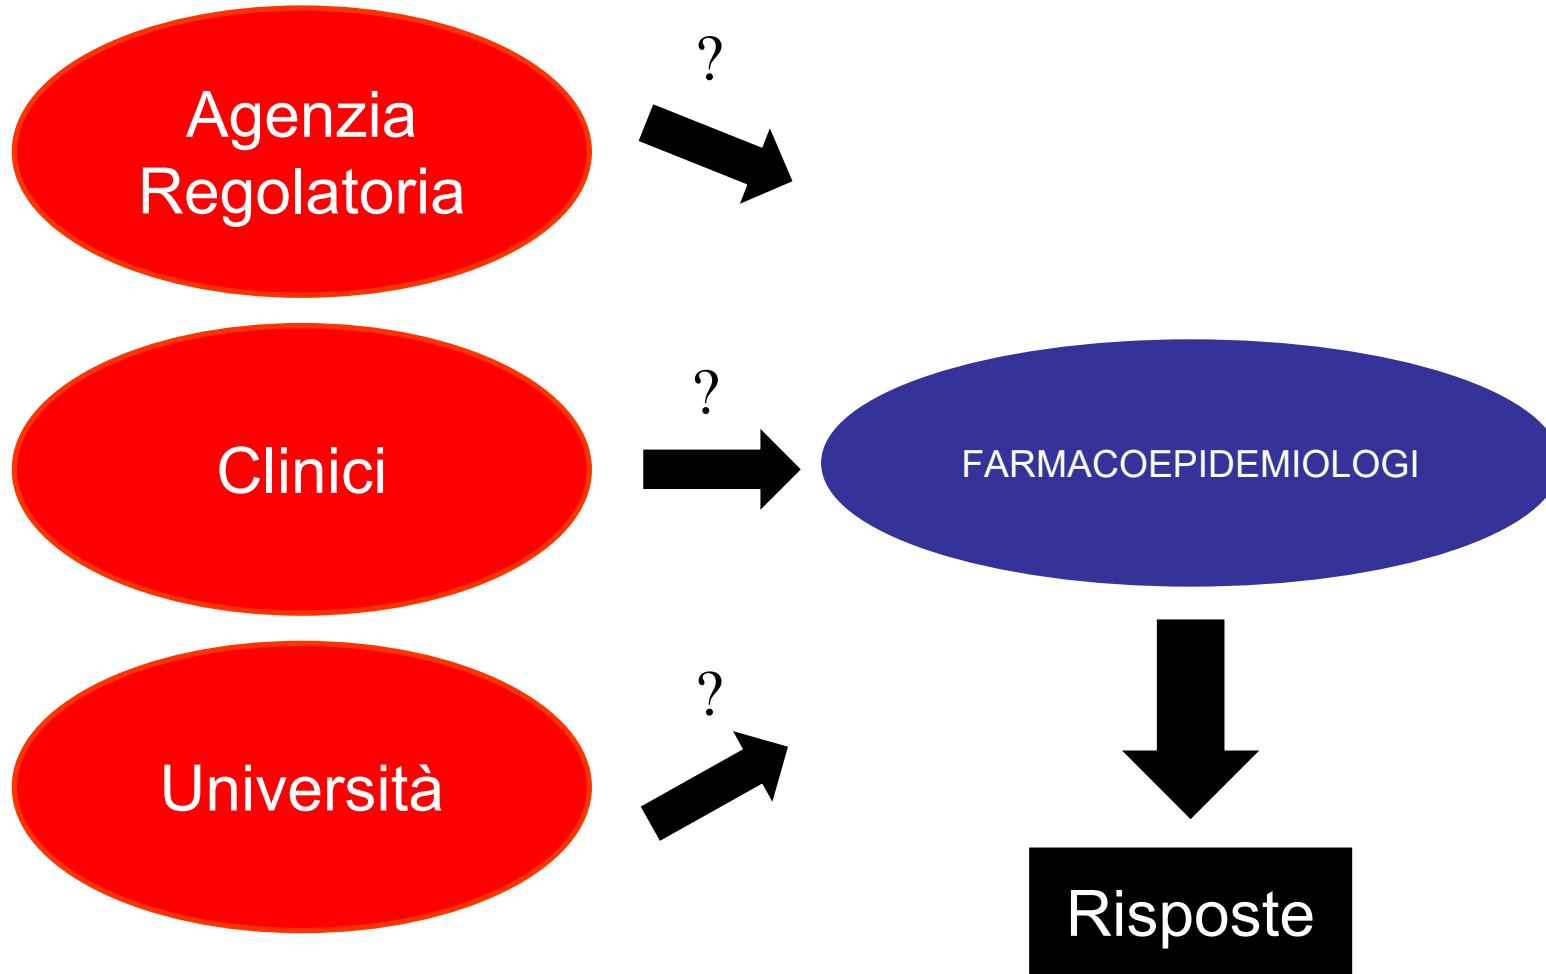 ?
Agenzia
Regolatoria
?
Clinici
FARMACOEPIDEMIOLOGI
?
Università
Risposte